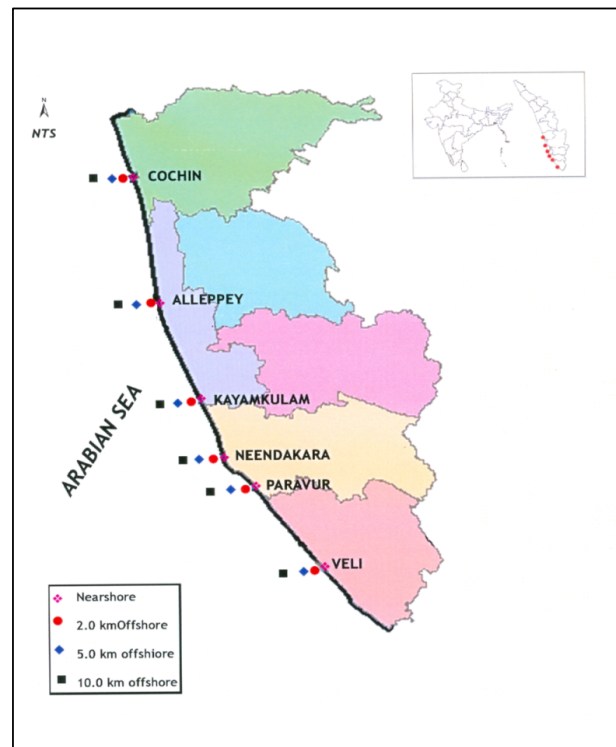 N
NTS
COCHIN
ALLEPPEY
KAYAMKULAM
ARABIAN SEA
NEENDAKARA
PARAVUR
VELI
Nearshore
2.0 kmOffshore
5.0 km offshiore
10.0 km offshore